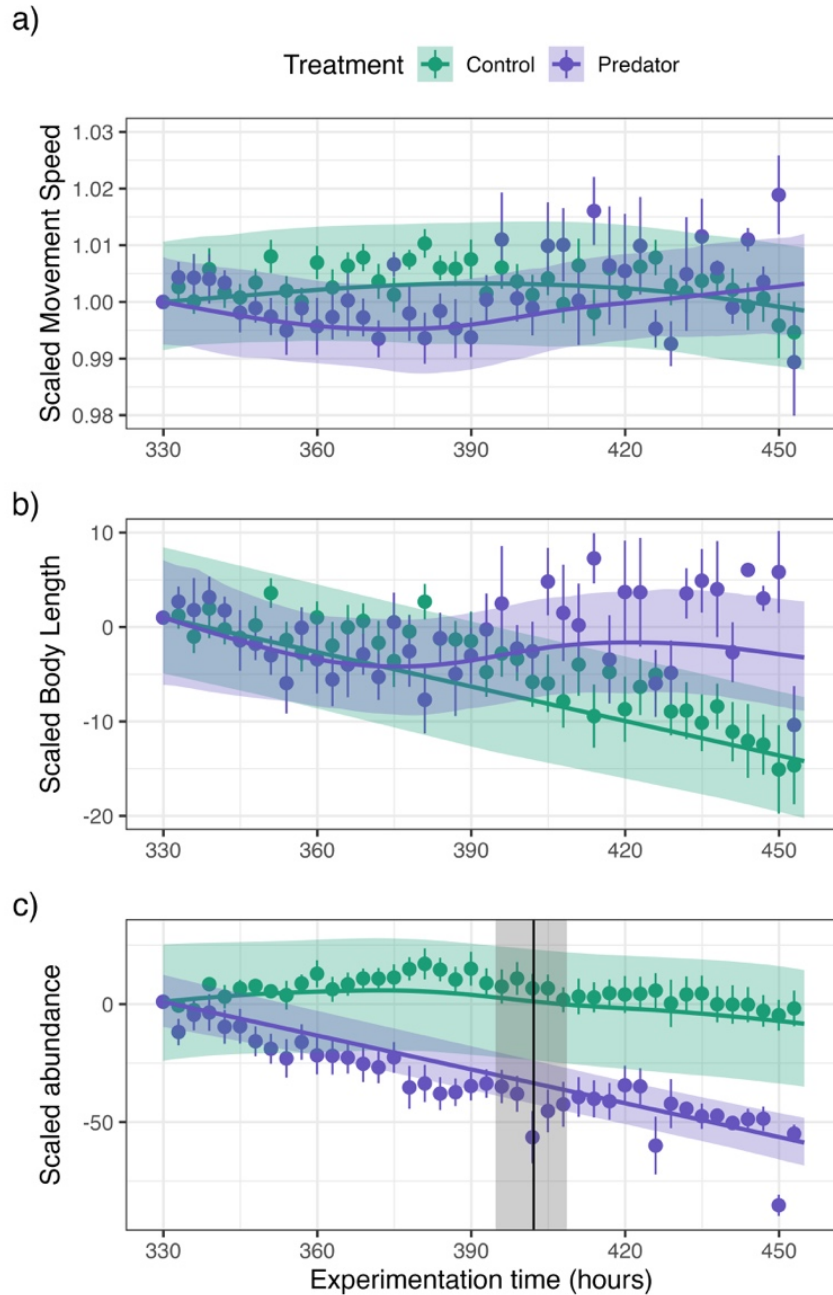 a)
Treatment Control Predator
Scaled Movement Speed
1.03
1.02
1.01
1.00
0.99
0.98
330 360 390 420 450
b)
Scaled Body Length
10
0
-10
-20
330 360 390 420 450
c)
Scaled abundance
0
-50
330 360 390 420 450
Experimentation time (hours)